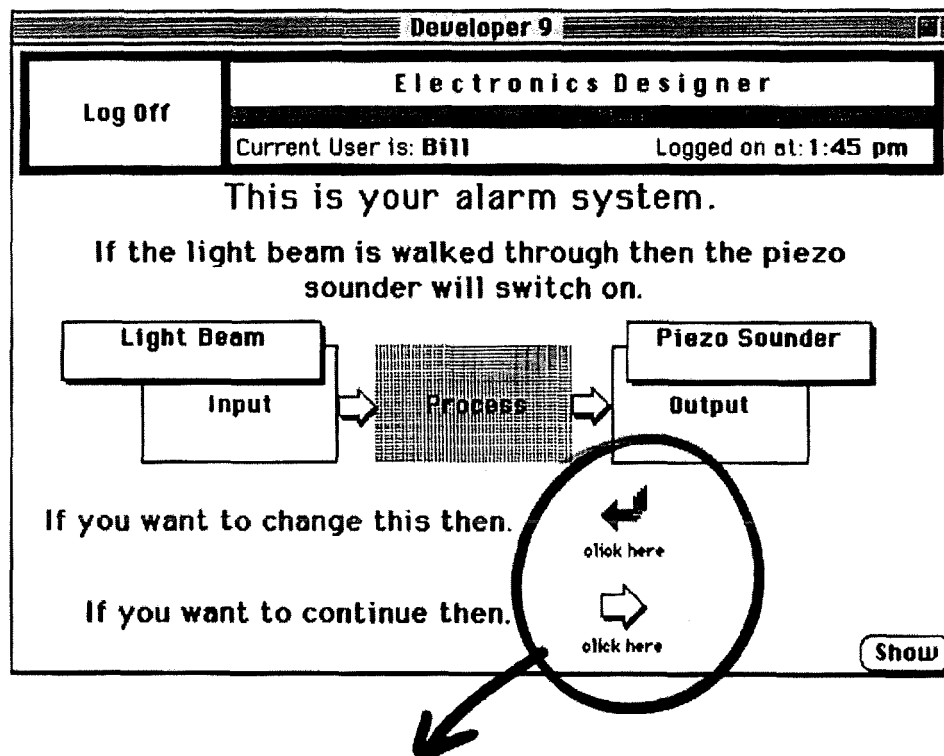 Developer 9
Electronics Designer
Log Off
Current User is: Bill Logged on at: 1:45 pm
This is your alarm system.
If the light beam is walked through then the piezo
sounder will switch on.
Light Beam
Piezo Sounder
Input
Process
Output
If you want to change this then.
click here
If you want to continue then.
click here
Show